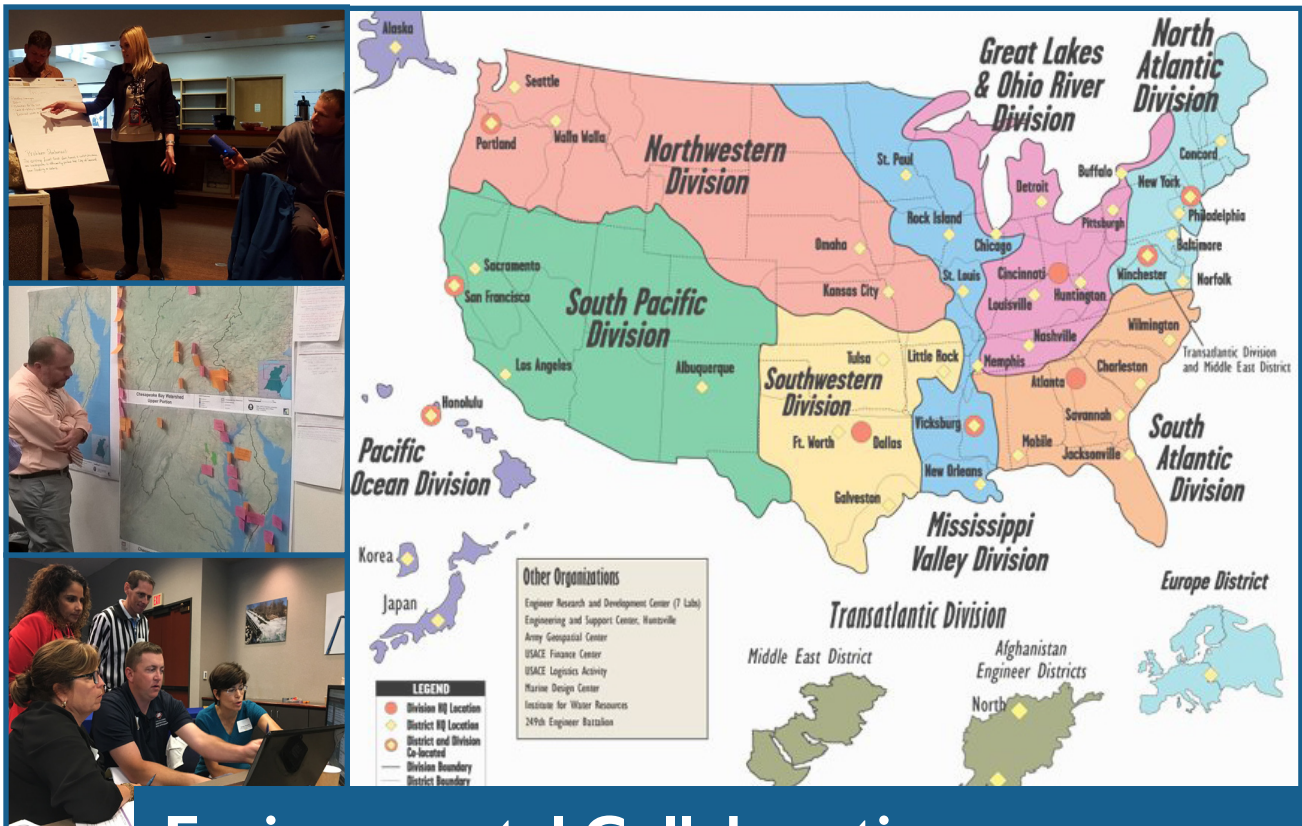 Alaska
Seattle
Portland
Walla Walla
Northwestern
Division
Great Lakes
& Ohio River
Division
North
Atlantic
Division
St. Paul
Concord
Buffalo
New York
Detroit
Pittsburgh
Philadelphia
Rock Island
Chicago
Omaha
Baltimore
Sacramento
San Francisco
St. Louis
Cincinnati
Winchester
Norfolk
Kansas City
Louisville
Huntington
South Pacific
Division
Wilmington
Nashville
Transatlantic Division
and Middle East District
Los Angeles
Albuquerque
Tulsa
Little Rock
Memphis
Charleston
Atlanta
Southwestern
Division
Chesapeake Bay Watershed
Honolulu
Savannah
Vicksburg
Ft. Worth
Dallas
Mobile
Jacksonville
South
Atlantic
Division
Pacific
Ocean Division
New Orleans
Galveston
Mississippi
Valley Division
Korea
Japan
Other Organizations
Engineer Research and Development Center (7 Labs)
Engineering and Support Center, Huntsville
Army Geospatial Center
USACE Finance Center
USACE Logistics Activity
Marine Design Center
Institute for Water Resources
249th Engineer Battalion
Europe District
Transatlantic Division
Middle East District
Afghanistan
Engineer Districts
North
EXIT
LEGEND
Division HQ Location
District HQ Location
District and Division
Co-located
Division Boundary
District Boundary